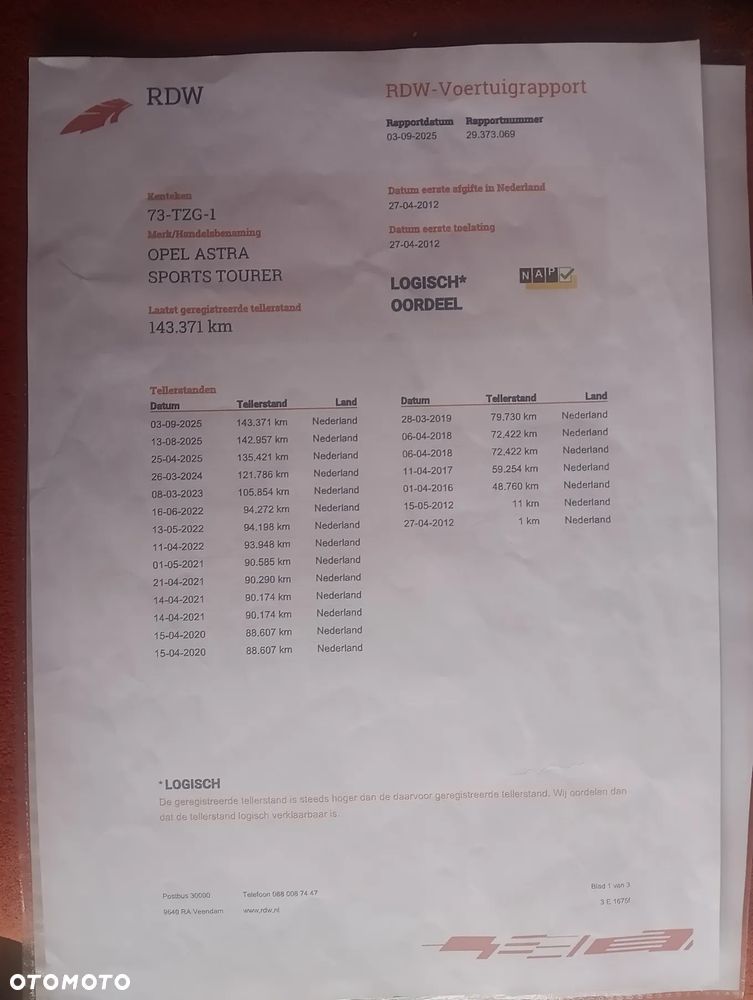 RDW
RDW-Voertuigrapport
Rapportdatum Rapportnummer
03-09-2025 29.373.069
Kenteken
73-TZG-1
Merk/Handelsbenaming
OPEL ASTRA
SPORTS TOURER
Laatst geregistreerde tellerstand
143.371 km
Datum eerste afgifte in Nederland
27-04-2012
Datum eerste toelating
27-04-2012
LOGISCH*
OORDEEL
NAP
Tellerstanden
Datum Tellerstand Land
03-09-2025 143.371 km Nederland
13-08-2025 142.957 km Nederland
25-04-2025 135.421 km Nederland
26-03-2024 121.786 km Nederland
08-03-2023 105.854 km Nederland
16-06-2022 94.272 km Nederland
13-05-2022 94.198 km Nederland
11-04-2022 93.948 km Nederland
01-05-2021 90.585 km Nederland
21-04-2021 90.290 km Nederland
14-04-2021 90.174 km Nederland
14-04-2021 90.174 km Nederland
15-04-2020 88.607 km Nederland
15-04-2020 88.607 km Nederland
Datum Tellerstand Land
28-03-2019 79.730 km Nederland
06-04-2018 72.422 km Nederland
06-04-2018 72.422 km Nederland
11-04-2017 59.254 km Nederland
01-04-2016 48.760 km Nederland
15-05-2012 11 km Nederland
27-04-2012 1 km Nederland
* LOGISCH
De geregistreerde tellerstand is steeds hoger dan de daarvoor geregistreerde tellerstand. Wij oordelen dan
dat de tellerstand logisch verklaarbaar is.
Postbus 30000 Telefoon 088 008 74 47
9640 RA Veendam www.rdw.nl
Blad 1 van 3
3 E 1675f
OTOMOTO